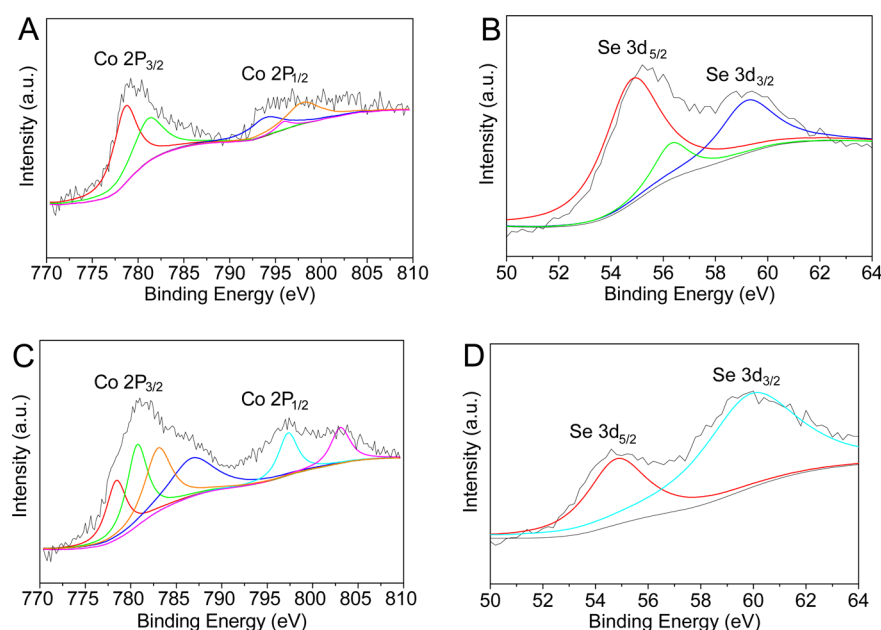 A
Co 2P3/2
Co 2P1/2
Intensity (a.u.)
770 775 780 785 790 795 800 805 810
Binding Energy (eV)
B
Se 3d5/2
Se 3d3/2
Intensity (a.u.)
50 52 54 56 58 60 62 64
Binding Energy (eV)
C
Co 2P3/2
Co 2P1/2
Intensity (a.u.)
770 775 780 785 790 795 800 805 810
Binding Energy (eV)
D
Se 3d5/2
Se 3d3/2
Intensity (a.u.)
50 52 54 56 58 60 62 64
Binding Energy (eV)